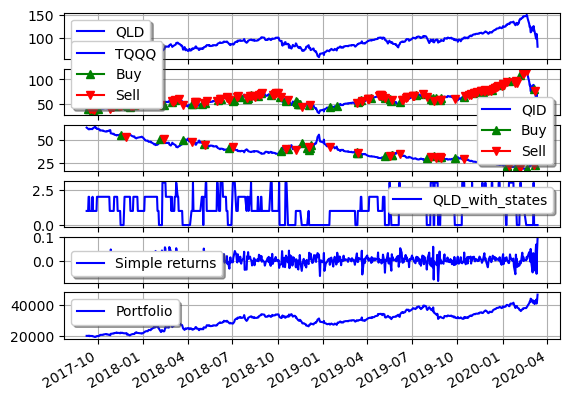 150
100
QLD
TQQQ
Buy
Sell
100
50
QID
Buy
Sell
50
25
2.5
0.0
QLD_with_states
0.1
0.0
Simple returns
40000
20000
Portfolio
2017-10
2018-01
2018-04
2018-07
2018-10
2019-01
2019-04
2019-07
2019-10
2020-01
2020-04